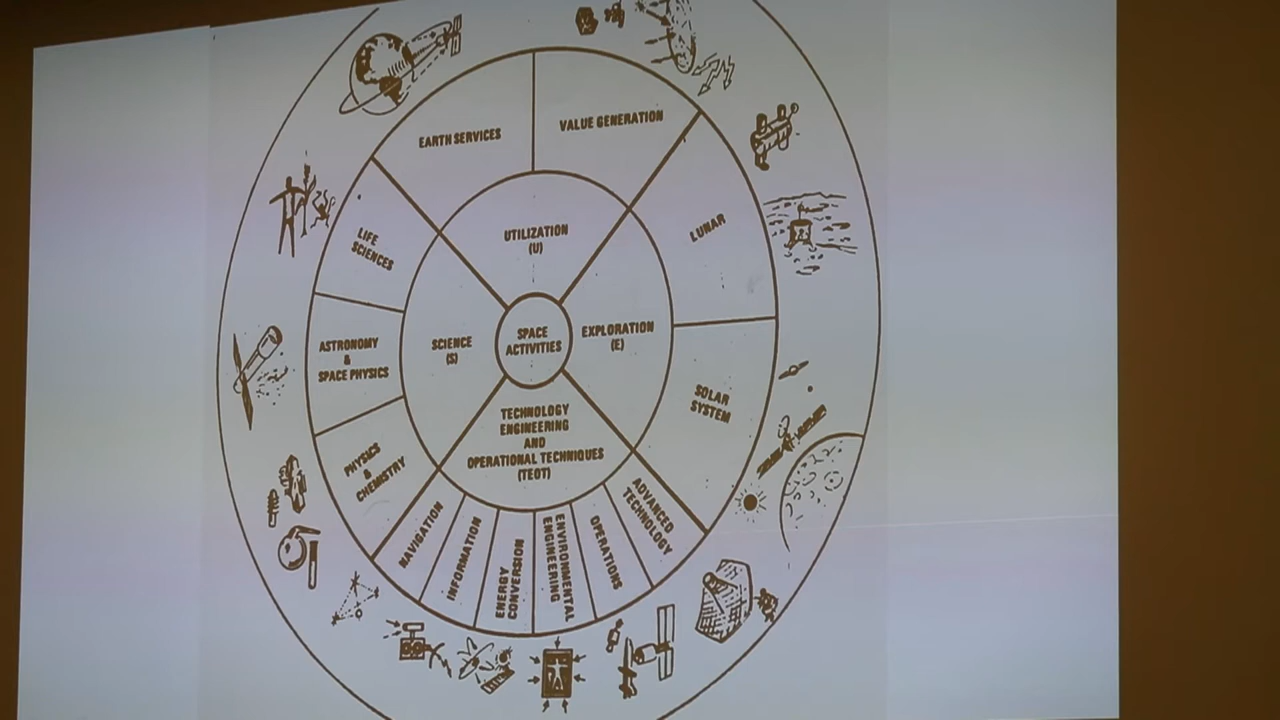 EARTH SERVICES
VALUE GENERATION
LIFE
SCIENCES
UTILIZATION
(U)
LUNAR
ASTRONOMY
&
SPACE PHYSICS
SCIENCE
(S)
SPACE
ACTIVITIES
EXPLORATION
(E)
SOLAR
SYSTEM
TECHNOLOGY
ENGINEERING
AND
OPERATIONAL TECHNIQUES
(TEOT)
PHYSICS
&
CHEMISTRY
NAVIGATION
INFORMATION
ENERGY
CONVERSION
ENVIRONMENTAL
ENGINEERING
OPERATIONS
ADVANCED
TECHNOLOGY